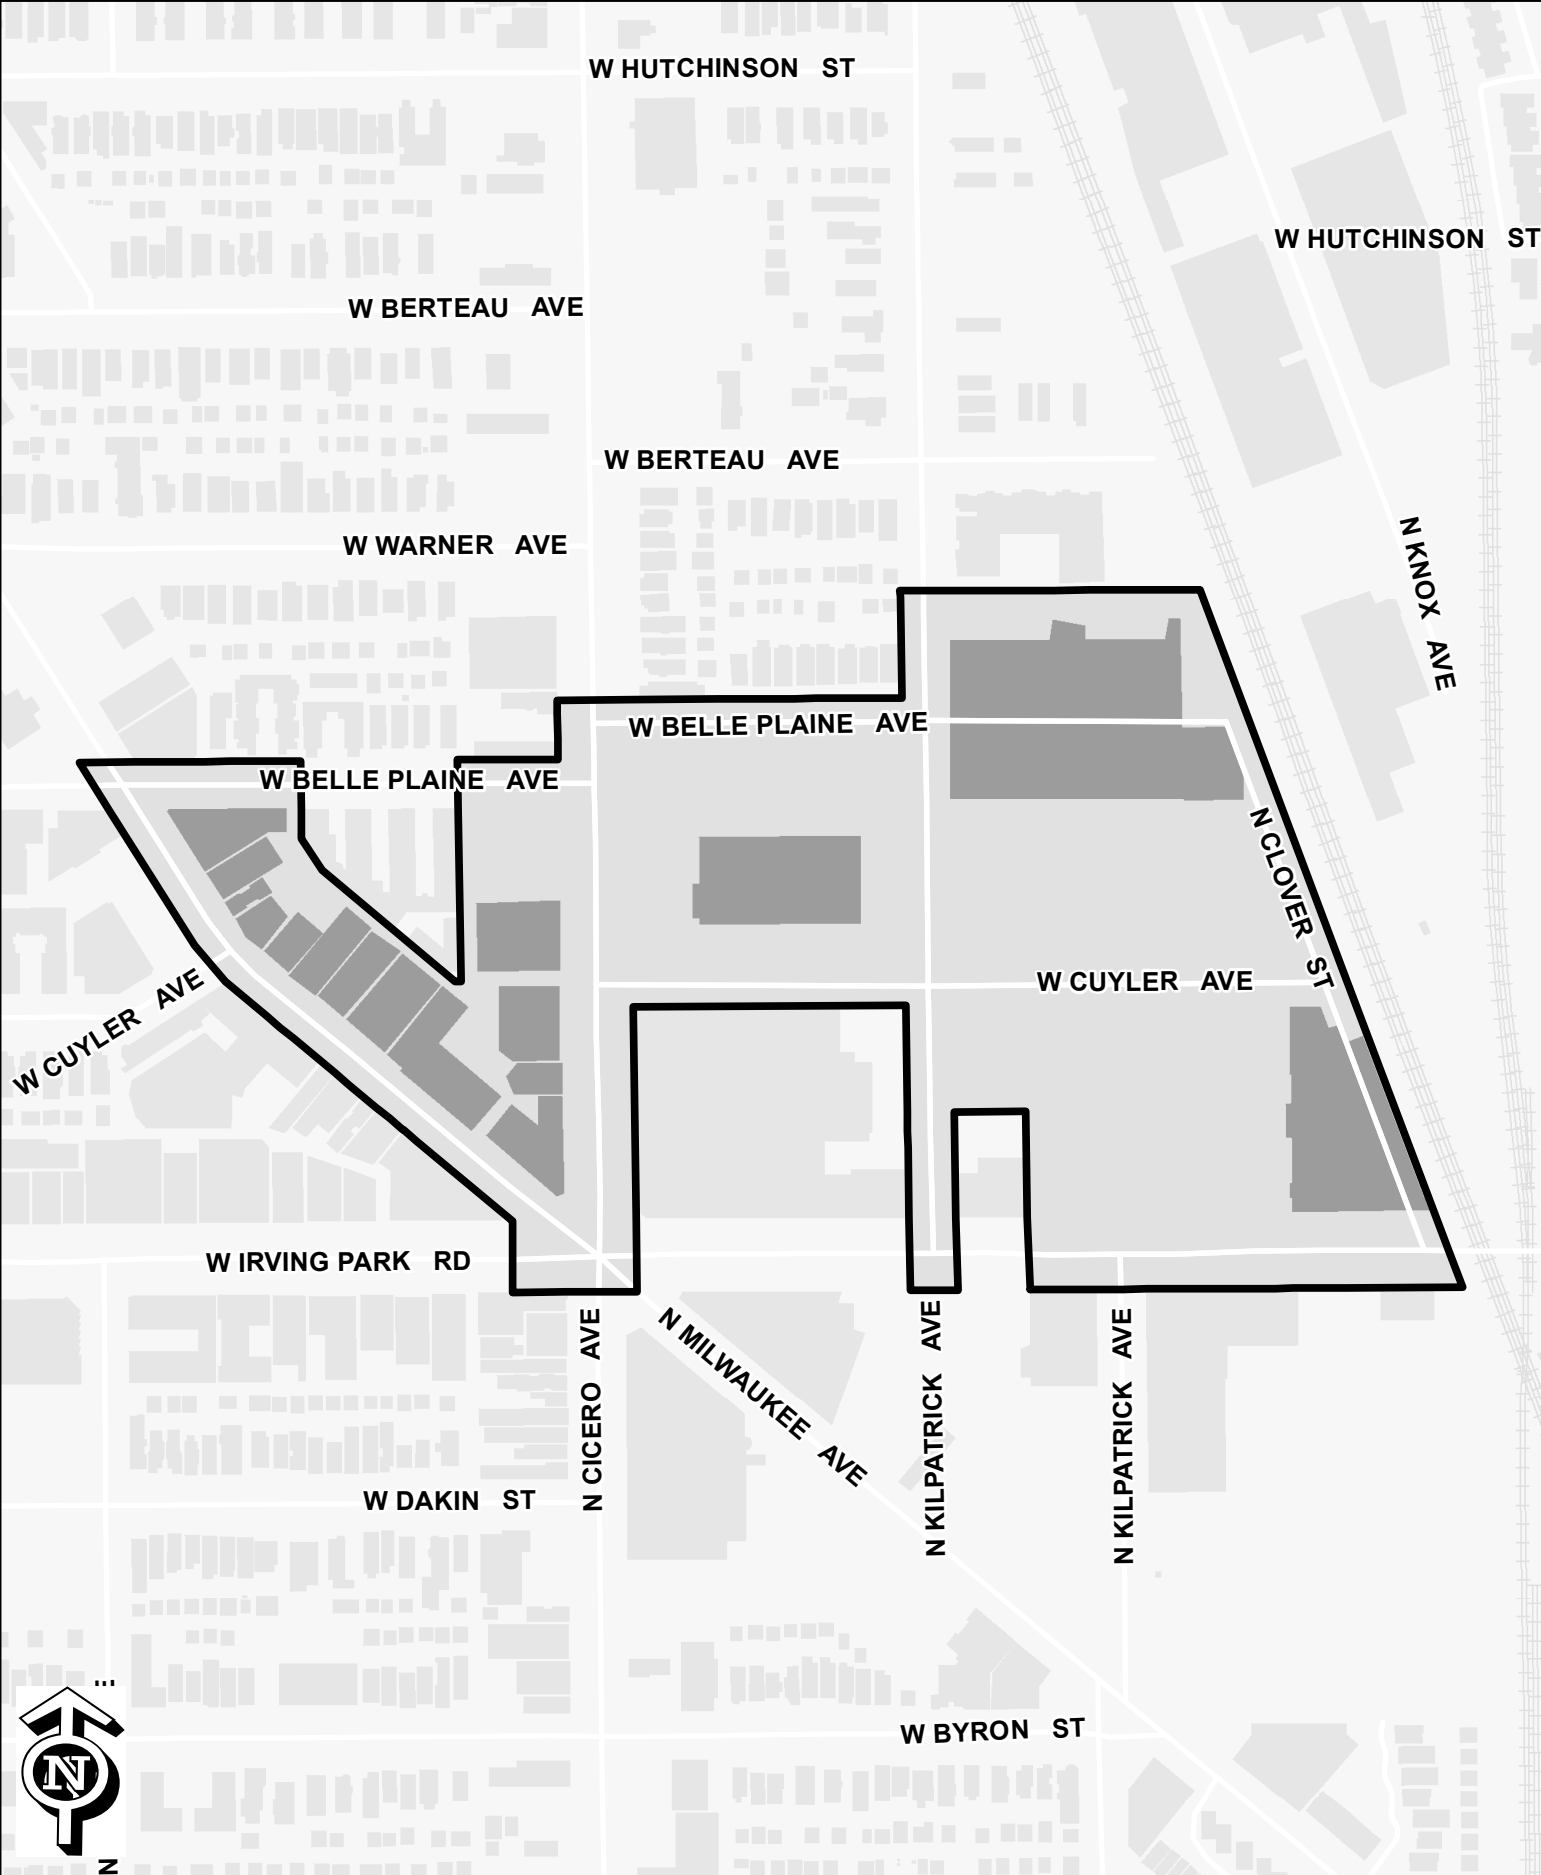 W HUTCHINSON ST
W HUTCHINSON ST
W BERTEAU AVE
W BERTEAU AVE
W WARNER AVE
N KNOX AVE
W BELLE PLAINE AVE
W BELLE PLAINE AVE
N CLOVER ST
W CUYLER AVE
W CUYLER AVE
W IRVING PARK RD
N CICERO AVE
N MILWAUKEE AVE
N KILPATRICK AVE
N KILPATRICK AVE
W DAKIN ST
E
W BYRON ST
N
N